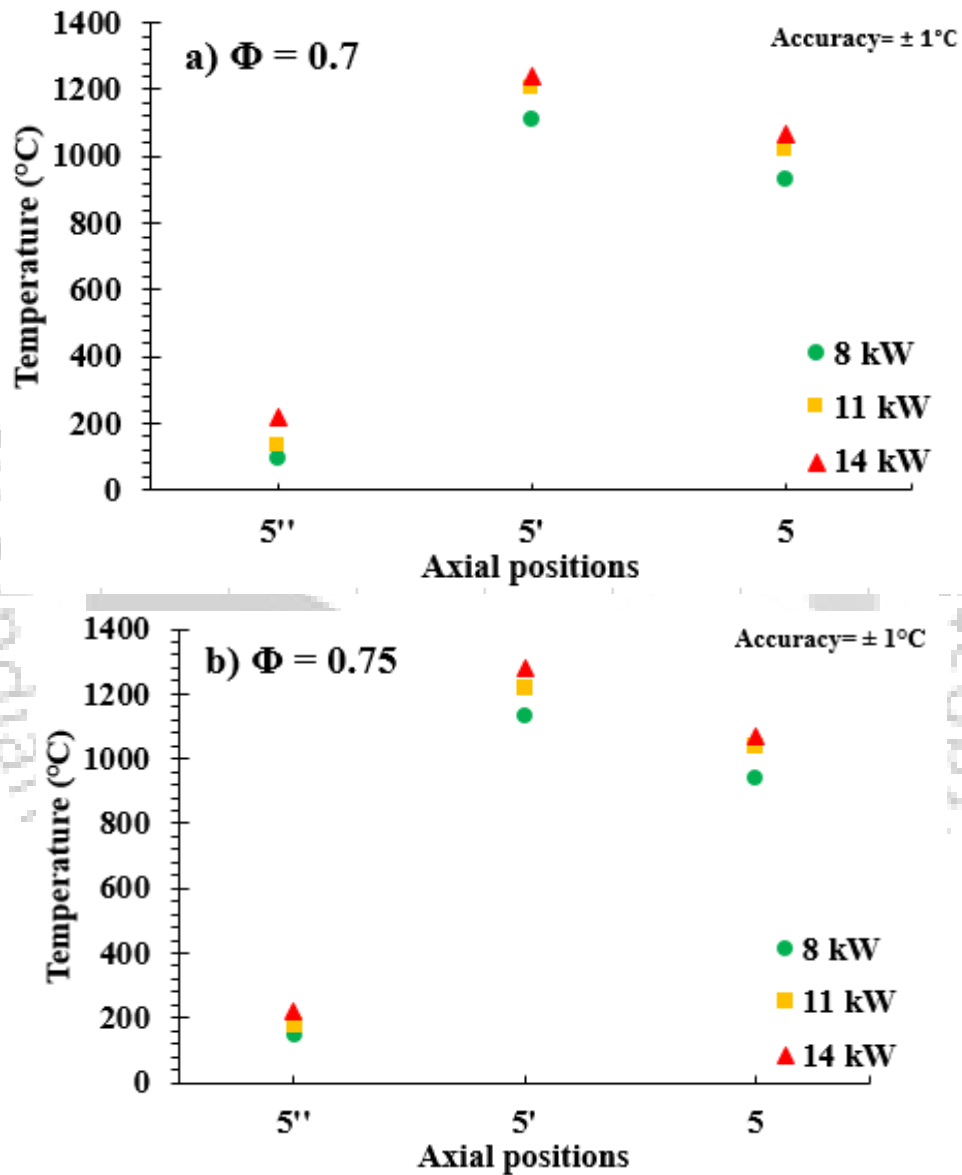 1400
a) Φ = 0.7
Accuracy= ± 1°C
1200
1000
800
600
400
200
0
Temperature (°C)
8 kW
11 kW
14 kW
5'' 5' 5
Axial positions
1400
b) Φ = 0.75
Accuracy= ± 1°C
1200
1000
800
600
400
200
0
Temperature (°C)
8 kW
11 kW
14 kW
5'' 5' 5
Axial positions